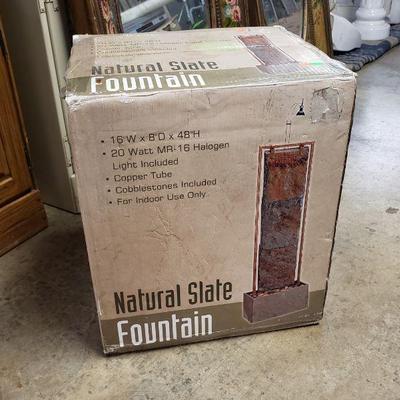 Natural Slate
Fountain
• 16"W x 8"D x 48"H
• 20 Watt MR-16 Halogen
Light Included
• Copper Tube
• Cobblestones Included
• For Indoor Use Only
Natural Slate
Fountain